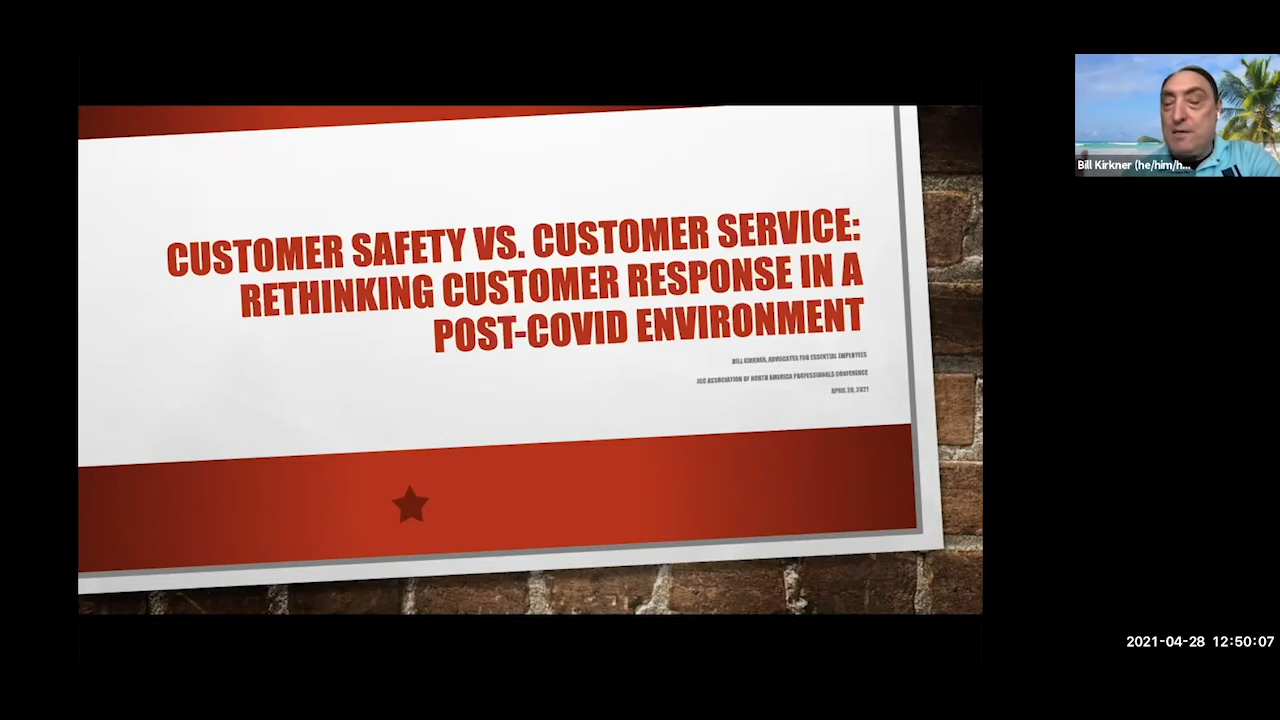 CUSTOMER SAFETY VS. CUSTOMER SERVICE:
RETHINKING CUSTOMER RESPONSE IN A
POST-COVID ENVIRONMENT
BILL KIRKNER, ADVOCATES FOR ESSENTIAL EMPLOYEES
JCC ASSOCIATION OF NORTH AMERICA PROFESSIONALS CONFERENCE
APRIL 28, 2021
Bill Kirkner (he/him/h...
2021-04-28 12:50:07